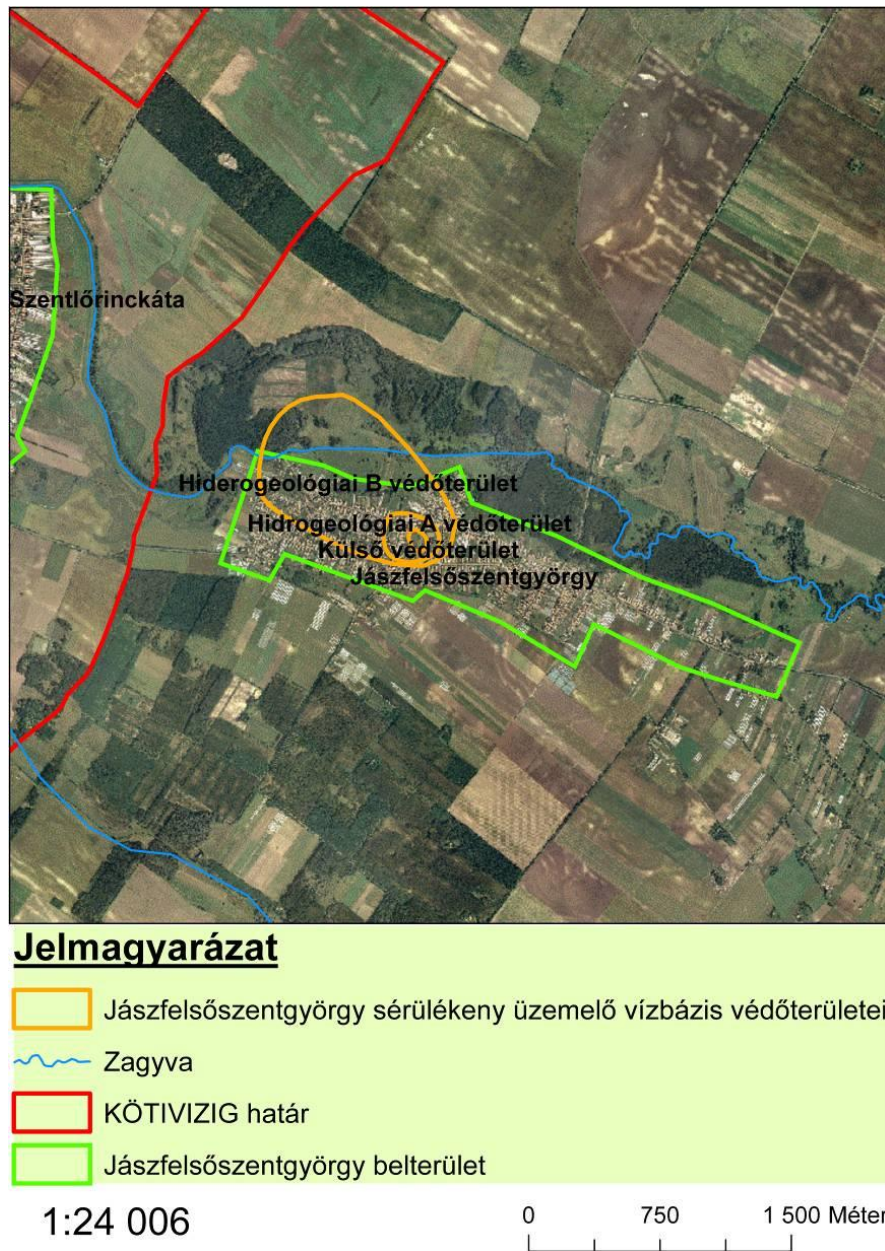 Szentlőrinckáta
Hiderogeológiai B védőterület
Hidrogeológiai A védőterület
Külső védőterület
Jászfelsőszentgyörgy
Jelmagyarázat
Jászfelsőszentgyörgy sérülékeny üzemelő vízbázis védőterületei
Zagyva
KÖTIVIZIG határ
Jászfelsőszentgyörgy belterület
1:24 006
0 750 1 500 Méter